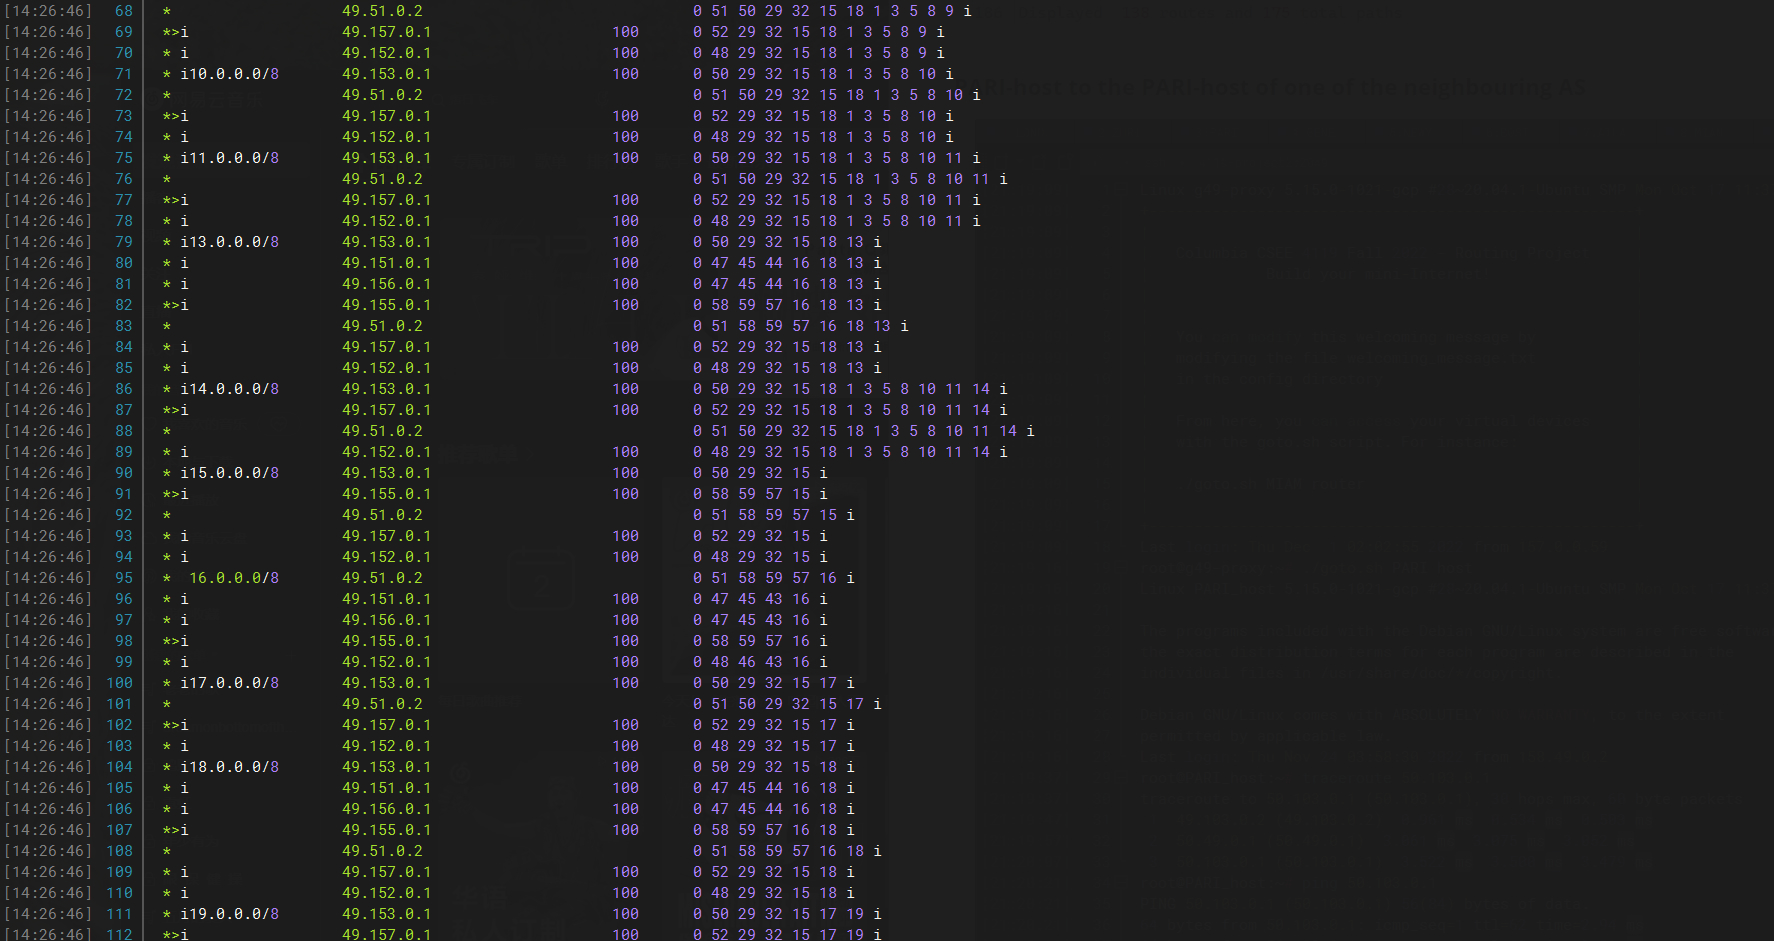 [14:26:46] 68 * 49.51.0.2 0 51 50 29 32 15 18 1 3 5 8 9 i
[14:26:46] 69 *>i 49.157.0.1 100 0 52 29 32 15 18 1 3 5 8 9 i
[14:26:46] 70 * i 49.152.0.1 100 0 48 29 32 15 18 1 3 5 8 9 i
[14:26:46] 71 * i10.0.0.0/8 49.153.0.1 100 0 50 29 32 15 18 1 3 5 8 10 i
[14:26:46] 72 * 49.51.0.2 0 51 50 29 32 15 18 1 3 5 8 10 i
[14:26:46] 73 *>i 49.157.0.1 100 0 52 29 32 15 18 1 3 5 8 10 i
[14:26:46] 74 * i 49.152.0.1 100 0 48 29 32 15 18 1 3 5 8 10 i
[14:26:46] 75 * i11.0.0.0/8 49.153.0.1 100 0 50 29 32 15 18 1 3 5 8 10 11 i
[14:26:46] 76 * 49.51.0.2 0 51 50 29 32 15 18 1 3 5 8 10 11 i
[14:26:46] 77 *>i 49.157.0.1 100 0 52 29 32 15 18 1 3 5 8 10 11 i
[14:26:46] 78 * i 49.152.0.1 100 0 48 29 32 15 18 1 3 5 8 10 11 i
[14:26:46] 79 * i13.0.0.0/8 49.153.0.1 100 0 50 29 32 15 18 13 i
[14:26:46] 80 * i 49.151.0.1 100 0 47 45 44 16 18 13 i
[14:26:46] 81 * i 49.156.0.1 100 0 47 45 44 16 18 13 i
[14:26:46] 82 *>i 49.155.0.1 100 0 58 59 57 16 18 13 i
[14:26:46] 83 * 49.51.0.2 0 51 58 59 57 16 18 13 i
[14:26:46] 84 * i 49.157.0.1 100 0 52 29 32 15 18 13 i
[14:26:46] 85 * i 49.152.0.1 100 0 48 29 32 15 18 13 i
[14:26:46] 86 * i14.0.0.0/8 49.153.0.1 100 0 50 29 32 15 18 1 3 5 8 10 11 14 i
[14:26:46] 87 *>i 49.157.0.1 100 0 52 29 32 15 18 1 3 5 8 10 11 14 i
[14:26:46] 88 * 49.51.0.2 0 51 50 29 32 15 18 1 3 5 8 10 11 14 i
[14:26:46] 89 * i 49.152.0.1 100 0 48 29 32 15 18 1 3 5 8 10 11 14 i
[14:26:46] 90 * i15.0.0.0/8 49.153.0.1 100 0 50 29 32 15 i
[14:26:46] 91 *>i 49.155.0.1 100 0 58 59 57 15 i
[14:26:46] 92 * 49.51.0.2 0 51 58 59 57 15 i
[14:26:46] 93 * i 49.157.0.1 100 0 52 29 32 15 i
[14:26:46] 94 * i 49.152.0.1 100 0 48 29 32 15 i
[14:26:46] 95 * 16.0.0.0/8 49.51.0.2 0 51 58 59 57 16 i
[14:26:46] 96 * i 49.151.0.1 100 0 47 45 43 16 i
[14:26:46] 97 * i 49.156.0.1 100 0 47 45 43 16 i
[14:26:46] 98 *>i 49.155.0.1 100 0 58 59 57 16 i
[14:26:46] 99 * i 49.152.0.1 100 0 48 46 43 16 i
[14:26:46] 100 * i17.0.0.0/8 49.153.0.1 100 0 50 29 32 15 17 i
[14:26:46] 101 * 49.51.0.2 0 51 50 29 32 15 17 i
[14:26:46] 102 *>i 49.157.0.1 100 0 52 29 32 15 17 i
[14:26:46] 103 * i 49.152.0.1 100 0 48 29 32 15 17 i
[14:26:46] 104 * i18.0.0.0/8 49.153.0.1 100 0 50 29 32 15 18 i
[14:26:46] 105 * i 49.151.0.1 100 0 47 45 44 16 18 i
[14:26:46] 106 * i 49.156.0.1 100 0 47 45 44 16 18 i
[14:26:46] 107 *>i 49.155.0.1 100 0 58 59 57 16 18 i
[14:26:46] 108 * 49.51.0.2 0 51 58 59 57 16 18 i
[14:26:46] 109 * i 49.157.0.1 100 0 52 29 32 15 18 i
[14:26:46] 110 * i 49.152.0.1 100 0 48 29 32 15 18 i
[14:26:46] 111 * i19.0.0.0/8 49.153.0.1 100 0 50 29 32 15 17 19 i
[14:26:46] 112 *>i 49.157.0.1 100 0 52 29 32 15 17 19 i
RI-host to the PARI-host of one of the neighbouring AS